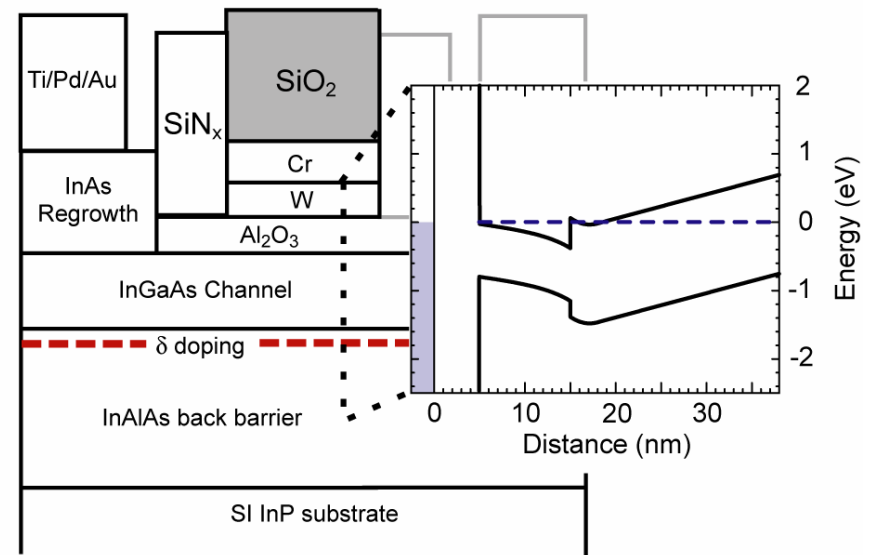 Ti/Pd/Au
SiNₓ
SiO₂
Cr
W
InAs
Regrowth
Al₂O₃
InGaAs Channel
δ doping
InAlAs back barrier
SI InP substrate
2
1
0
-1
-2
Energy (eV)
0 10 20 30
Distance (nm)